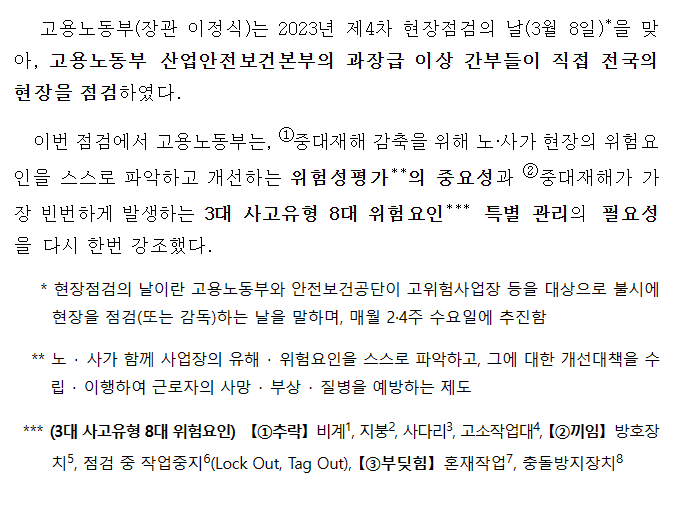 고용노동부(장관 이정식)는 2023년 제4차 현장점검의 날(3월 8일)*을 맞
아, 고용노동부 산업안전보건본부의 과장급 이상 간부들이 직접 전국의
현장을 점검하였다.
이번 점검에서 고용노동부는, ①중대재해 감축을 위해 노·사가 현장의 위험요
인을 스스로 파악하고 개선하는 위험성평가**의 중요성과 ②중대재해가 가
장 빈번하게 발생하는 3대 사고유형 8대 위험요인*** 특별 관리의 필요성
을 다시 한번 강조했다.
* 현장점검의 날이란 고용노동부와 안전보건공단이 고위험사업장 등을 대상으로 불시에
현장을 점검(또는 감독)하는 날을 말하며, 매월 2·4주 수요일에 추진함
** 노 · 사가 함께 사업장의 유해 · 위험요인을 스스로 파악하고, 그에 대한 개선대책을 수
립 · 이행하여 근로자의 사망 · 부상 · 질병을 예방하는 제도
*** (3대 사고유형 8대 위험요인) 【①추락】비계1, 지붕2, 사다리3, 고소작업대4,【②끼임】방호장
치5, 점검 중 작업중지6(Lock Out, Tag Out),【③부딪힘】혼재작업7, 충돌방지장치8